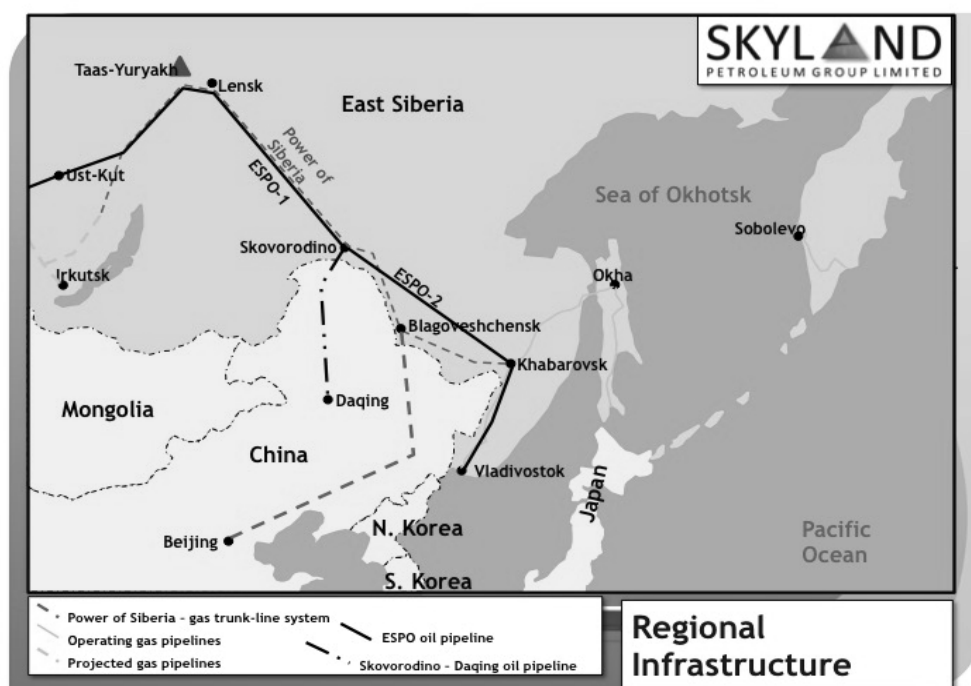 SKYLAND
PETROLEUM GROUP LIMITED
Taas-Yuryakh
Lensk
East Siberia
Power of
Siberia
ESPO-1
Ust-Kut
Sea of Okhotsk
Sobolevo
Skovorodino
Irkutsk
ESPO-2
Okha
Blagoveshchensk
Khabarovsk
Mongolia
Daqing
China
Vladivostok
Japan
N. Korea
Beijing
Pacific
Ocean
S. Korea
Power of Siberia - gas trunk-line system
Operating gas pipelines
Projected gas pipelines
ESPO oil pipeline
Skovorodino - Daqing oil pipeline
Regional
Infrastructure